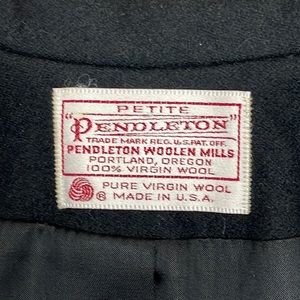 PETITE
"PENDLETON"
TRADE MARK REG. U.S. PAT. OFF.
PENDLETON WOOLEN MILLS
PORTLAND, OREGON
100% VIRGIN WOOL
PURE VIRGIN WOOL
® MADE IN U.S.A.